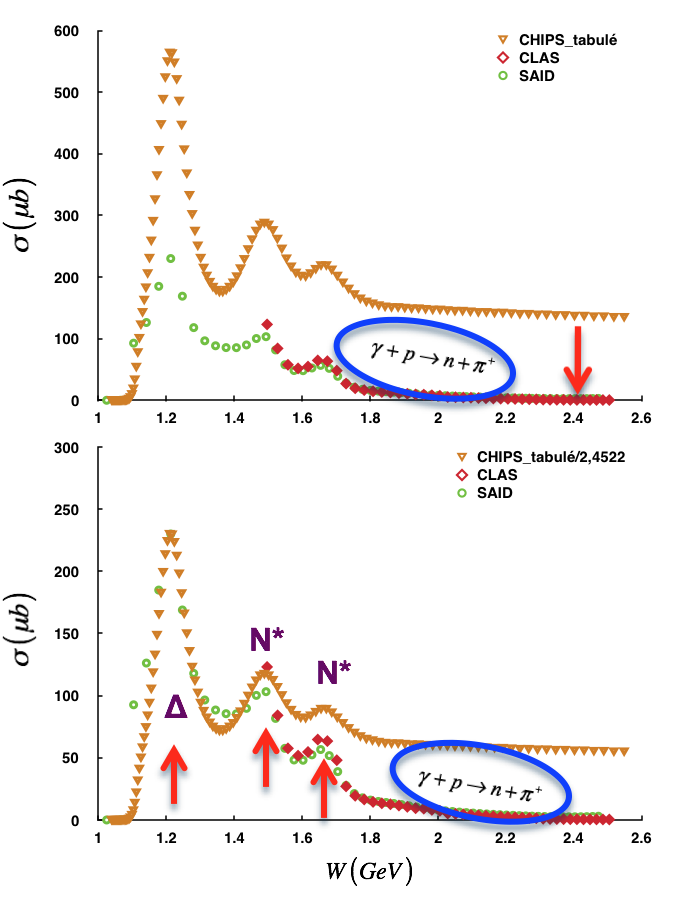 600
CHIPS_tabulé
CLAS
SAID
500
400
300
σ(μb)
200
100
γ + p → n + π⁺
0
1
1.2
1.4
1.6
1.8
2
2.2
2.4
2.6
300
CHIPS_tabulé/2,4522
CLAS
SAID
250
200
σ(μb)
150
N*
N*
100
Δ
50
γ + p → n + π⁺
0
1
1.2
1.4
1.6
1.8
2
2.2
2.4
2.6
W(GeV)